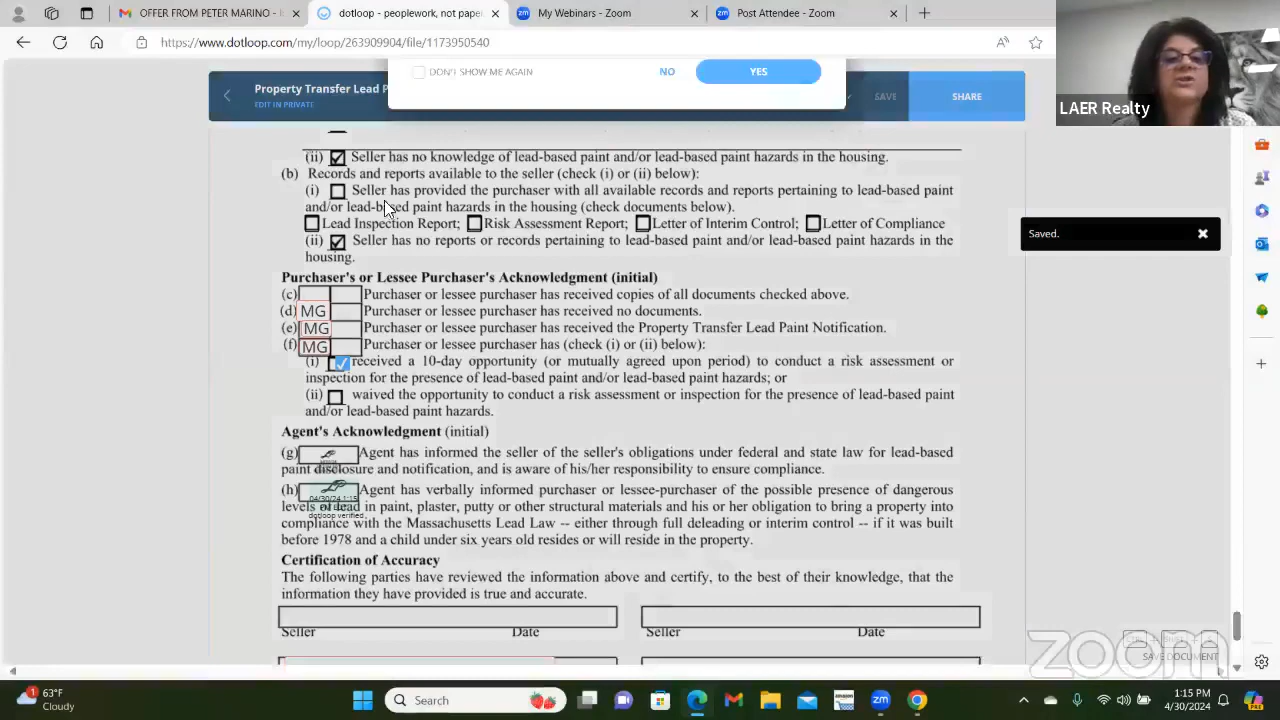 OFFER FROM PETER MARINO - I
dotloop - peoplework, not paper
My Webinars - Zoom
Post Attendee - Zoom
https://www.dotloop.com/my/loop/263909904/file/1173950540
DON'T SHOW ME AGAIN
NO
YES
Property Transfer Lead P
EDIT IN PRIVATE
SAVE
SHARE
LAER Realty
(ii) Seller has no knowledge of lead-based paint and/or lead-based paint hazards in the housing.
(b) Records and reports available to the seller (check (i) or (ii) below):
(i) Seller has provided the purchaser with all available records and reports pertaining to lead-based paint
and/or lead-based paint hazards in the housing (check documents below).
Lead Inspection Report; Risk Assessment Report; Letter of Interim Control; Letter of Compliance
(ii) Seller has no reports or records pertaining to lead-based paint and/or lead-based paint hazards in the
housing.
Saved.
Purchaser's or Lessee Purchaser's Acknowledgment (initial)
(c) Purchaser or lessee purchaser has received copies of all documents checked above.
(d) MG Purchaser or lessee purchaser has received no documents.
(e) MG Purchaser or lessee purchaser has received the Property Transfer Lead Paint Notification.
(f) MG Purchaser or lessee purchaser has (check (i) or (ii) below):
(i) received a 10-day opportunity (or mutually agreed upon period) to conduct a risk assessment or
inspection for the presence of lead-based paint and/or lead-based paint hazards; or
(ii) waived the opportunity to conduct a risk assessment or inspection for the presence of lead-based paint
and/or lead-based paint hazards.
Agent's Acknowledgment (initial)
(g) Agent has informed the seller of the seller's obligations under federal and state law for lead-based
paint disclosure and notification, and is aware of his/her responsibility to ensure compliance.
(h) Agent has verbally informed purchaser or lessee-purchaser of the possible presence of dangerous
04/30/24 1:15
levels of lead in paint, plaster, putty or other structural materials and his or her obligation to bring a property into
dotloop verified
compliance with the Massachusetts Lead Law -- either through full deleading or interim control -- if it was built
before 1978 and a child under six years old resides or will reside in the property.
Certification of Accuracy
The following parties have reviewed the information above and certify, to the best of their knowledge, that the
information they have provided is true and accurate.
Seller Date Seller Date
zoom
SAVE DOCUMENT
63°F
Cloudy
Search
1:15 PM
4/30/2024